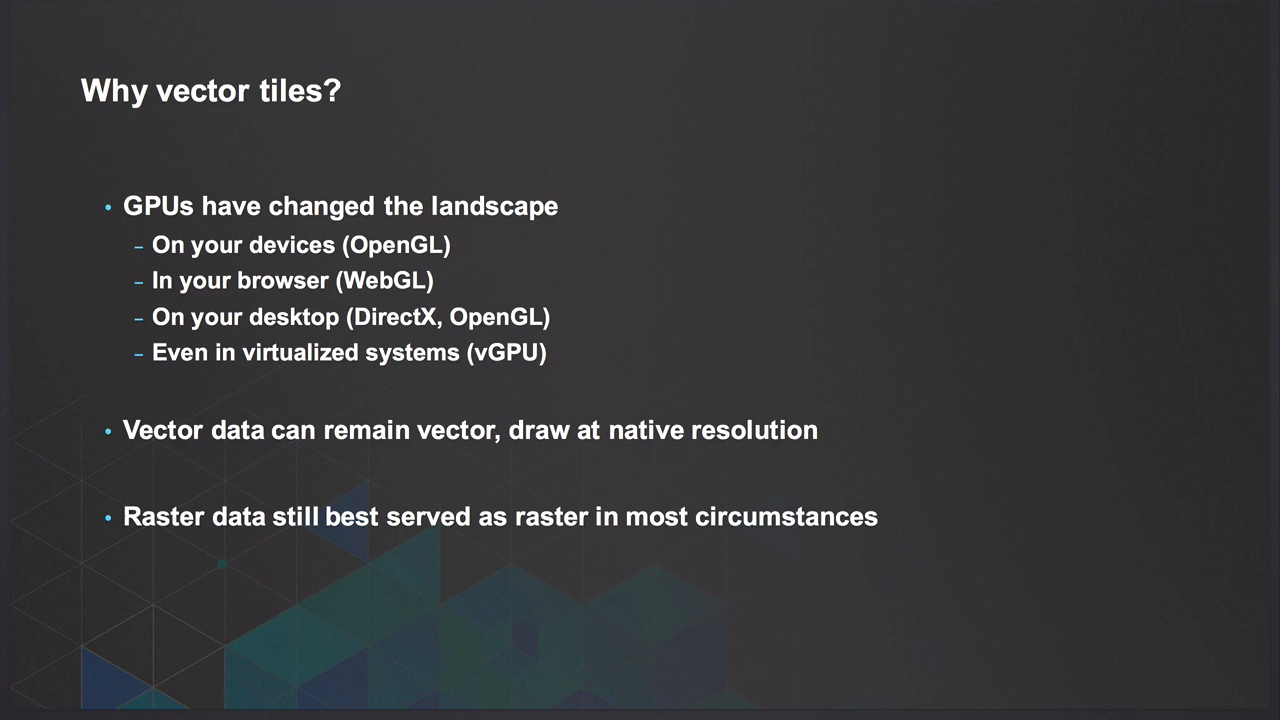 Why vector tiles?
• GPUs have changed the landscape
– On your devices (OpenGL)
– In your browser (WebGL)
– On your desktop (DirectX, OpenGL)
– Even in virtualized systems (vGPU)
• Vector data can remain vector, draw at native resolution
• Raster data still best served as raster in most circumstances